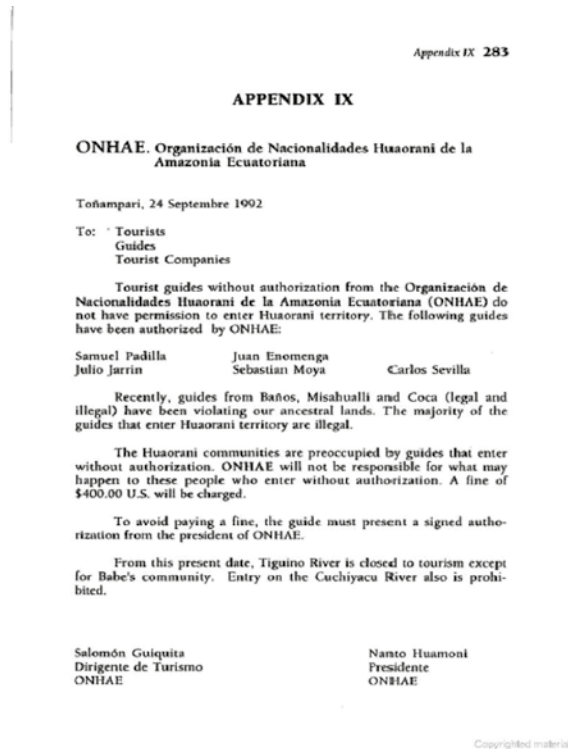 Appendix IX 283
APPENDIX IX
ONHAE. Organización de Nacionalidades Huaorani de la
Amazonia Ecuatoriana
Toñampari, 24 Septembre 1992
To: Tourists
Guides
Tourist Companies
Tourist guides without authorization from the Organización de
Nacionalidades Huaorani de la Amazonia Ecuatoriana (ONHAE) do
not have permission to enter Huaorani territory. The following guides
have been authorized by ONHAE:
Samuel Padilla Juan Enomenga
Julio Jarrin Sebastian Moya Carlos Sevilla
Recently, guides from Baños, Misahualli and Coca (legal and
illegal) have been violating our ancestral lands. The majority of the
guides that enter Huaorani territory are illegal.
The Huaorani communities are preoccupied by guides that enter
without authorization. ONHAE will not be responsible for what may
happen to these people who enter without authorization. A fine of
$400.00 U.S. will be charged.
To avoid paying a fine, the guide must present a signed autho-
rization from the president of ONHAE.
From this present date, Tiguino River is closed to tourism except
for Babe's community. Entry on the Cuchiyacu River also is prohi-
bited.
Salomón Guiquita Nanto Huamoni
Dirigente de Turismo Presidente
ONHAE ONHAE
Copyrighted materia